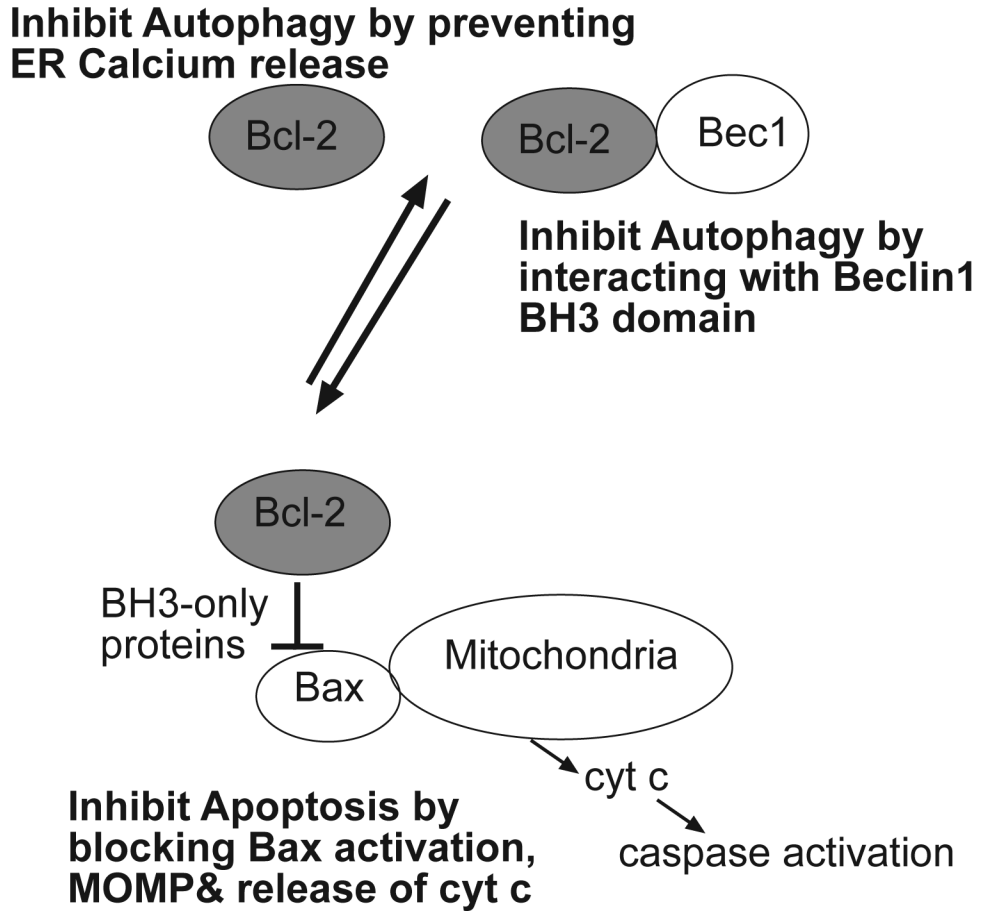 Inhibit Autophagy by preventing
ER Calcium release
Bcl-2
Bcl-2
Bec1
Inhibit Autophagy by
interacting with Beclin1
BH3 domain
Bcl-2
BH3-only
proteins
Bax
Mitochondria
cyt c
caspase activation
Inhibit Apoptosis by
blocking Bax activation,
MOMP& release of cyt c